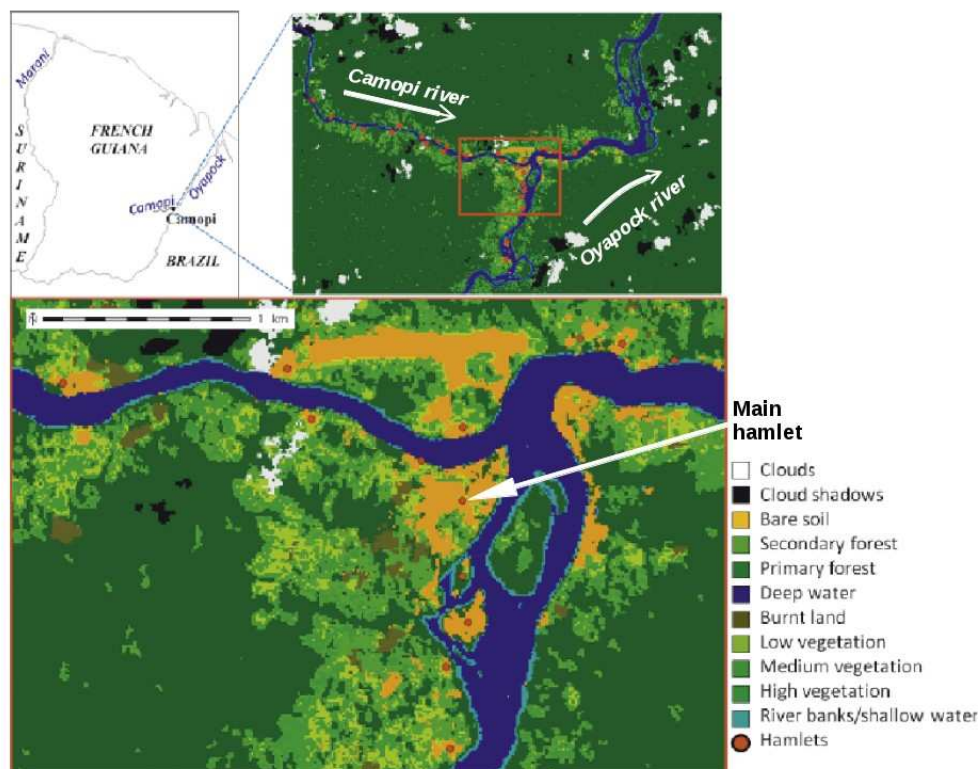 Maroni
SURINAME
FRENCH
GUIANA
Camopi
Oyapock
Camopi
BRAZIL
Camopi river
Oyapock river
N
1 km
Main
hamlet
Clouds
Cloud shadows
Bare soil
Secondary forest
Primary forest
Deep water
Burnt land
Low vegetation
Medium vegetation
High vegetation
River banks/shallow water
Hamlets